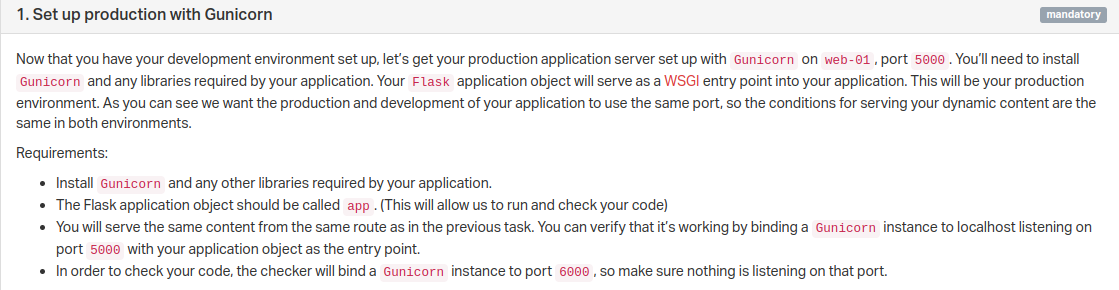 1. Set up production with Gunicorn
mandatory
Now that you have your development environment set up, let's get your production application server set up with Gunicorn on web-01, port 5000. You'll need to install
Gunicorn and any libraries required by your application. Your Flask application object will serve as a WSGI entry point into your application. This will be your production
environment. As you can see we want the production and development of your application to use the same port, so the conditions for serving your dynamic content are the
same in both environments.
Requirements:
• Install Gunicorn and any other libraries required by your application.
• The Flask application object should be called app. (This will allow us to run and check your code)
• You will serve the same content from the same route as in the previous task. You can verify that it's working by binding a Gunicorn instance to localhost listening on
port 5000 with your application object as the entry point.
• In order to check your code, the checker will bind a Gunicorn instance to port 6000, so make sure nothing is listening on that port.